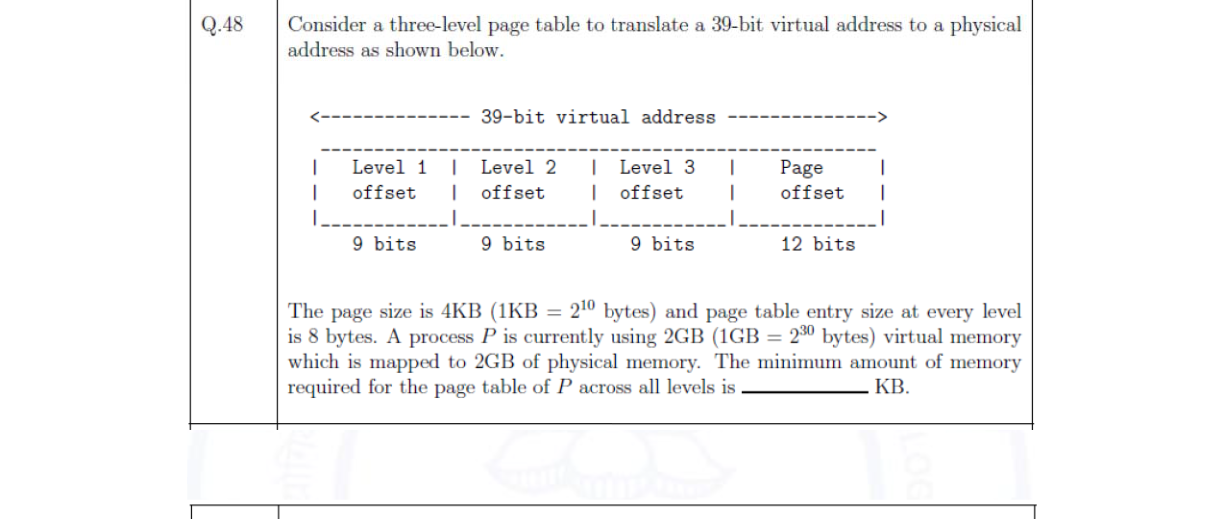 Q.48 Consider a three-level page table to translate a 39-bit virtual address to a physical
address as shown below.
<-------------- 39-bit virtual address -------------->
| Level 1 | Level 2 | Level 3 | Page |
| offset | offset | offset | offset |
9 bits 9 bits 9 bits 12 bits
The page size is 4KB (1KB = 2¹⁰ bytes) and page table entry size at every level
is 8 bytes. A process P is currently using 2GB (1GB = 2³⁰ bytes) virtual memory
which is mapped to 2GB of physical memory. The minimum amount of memory
required for the page table of P across all levels is ________ KB.